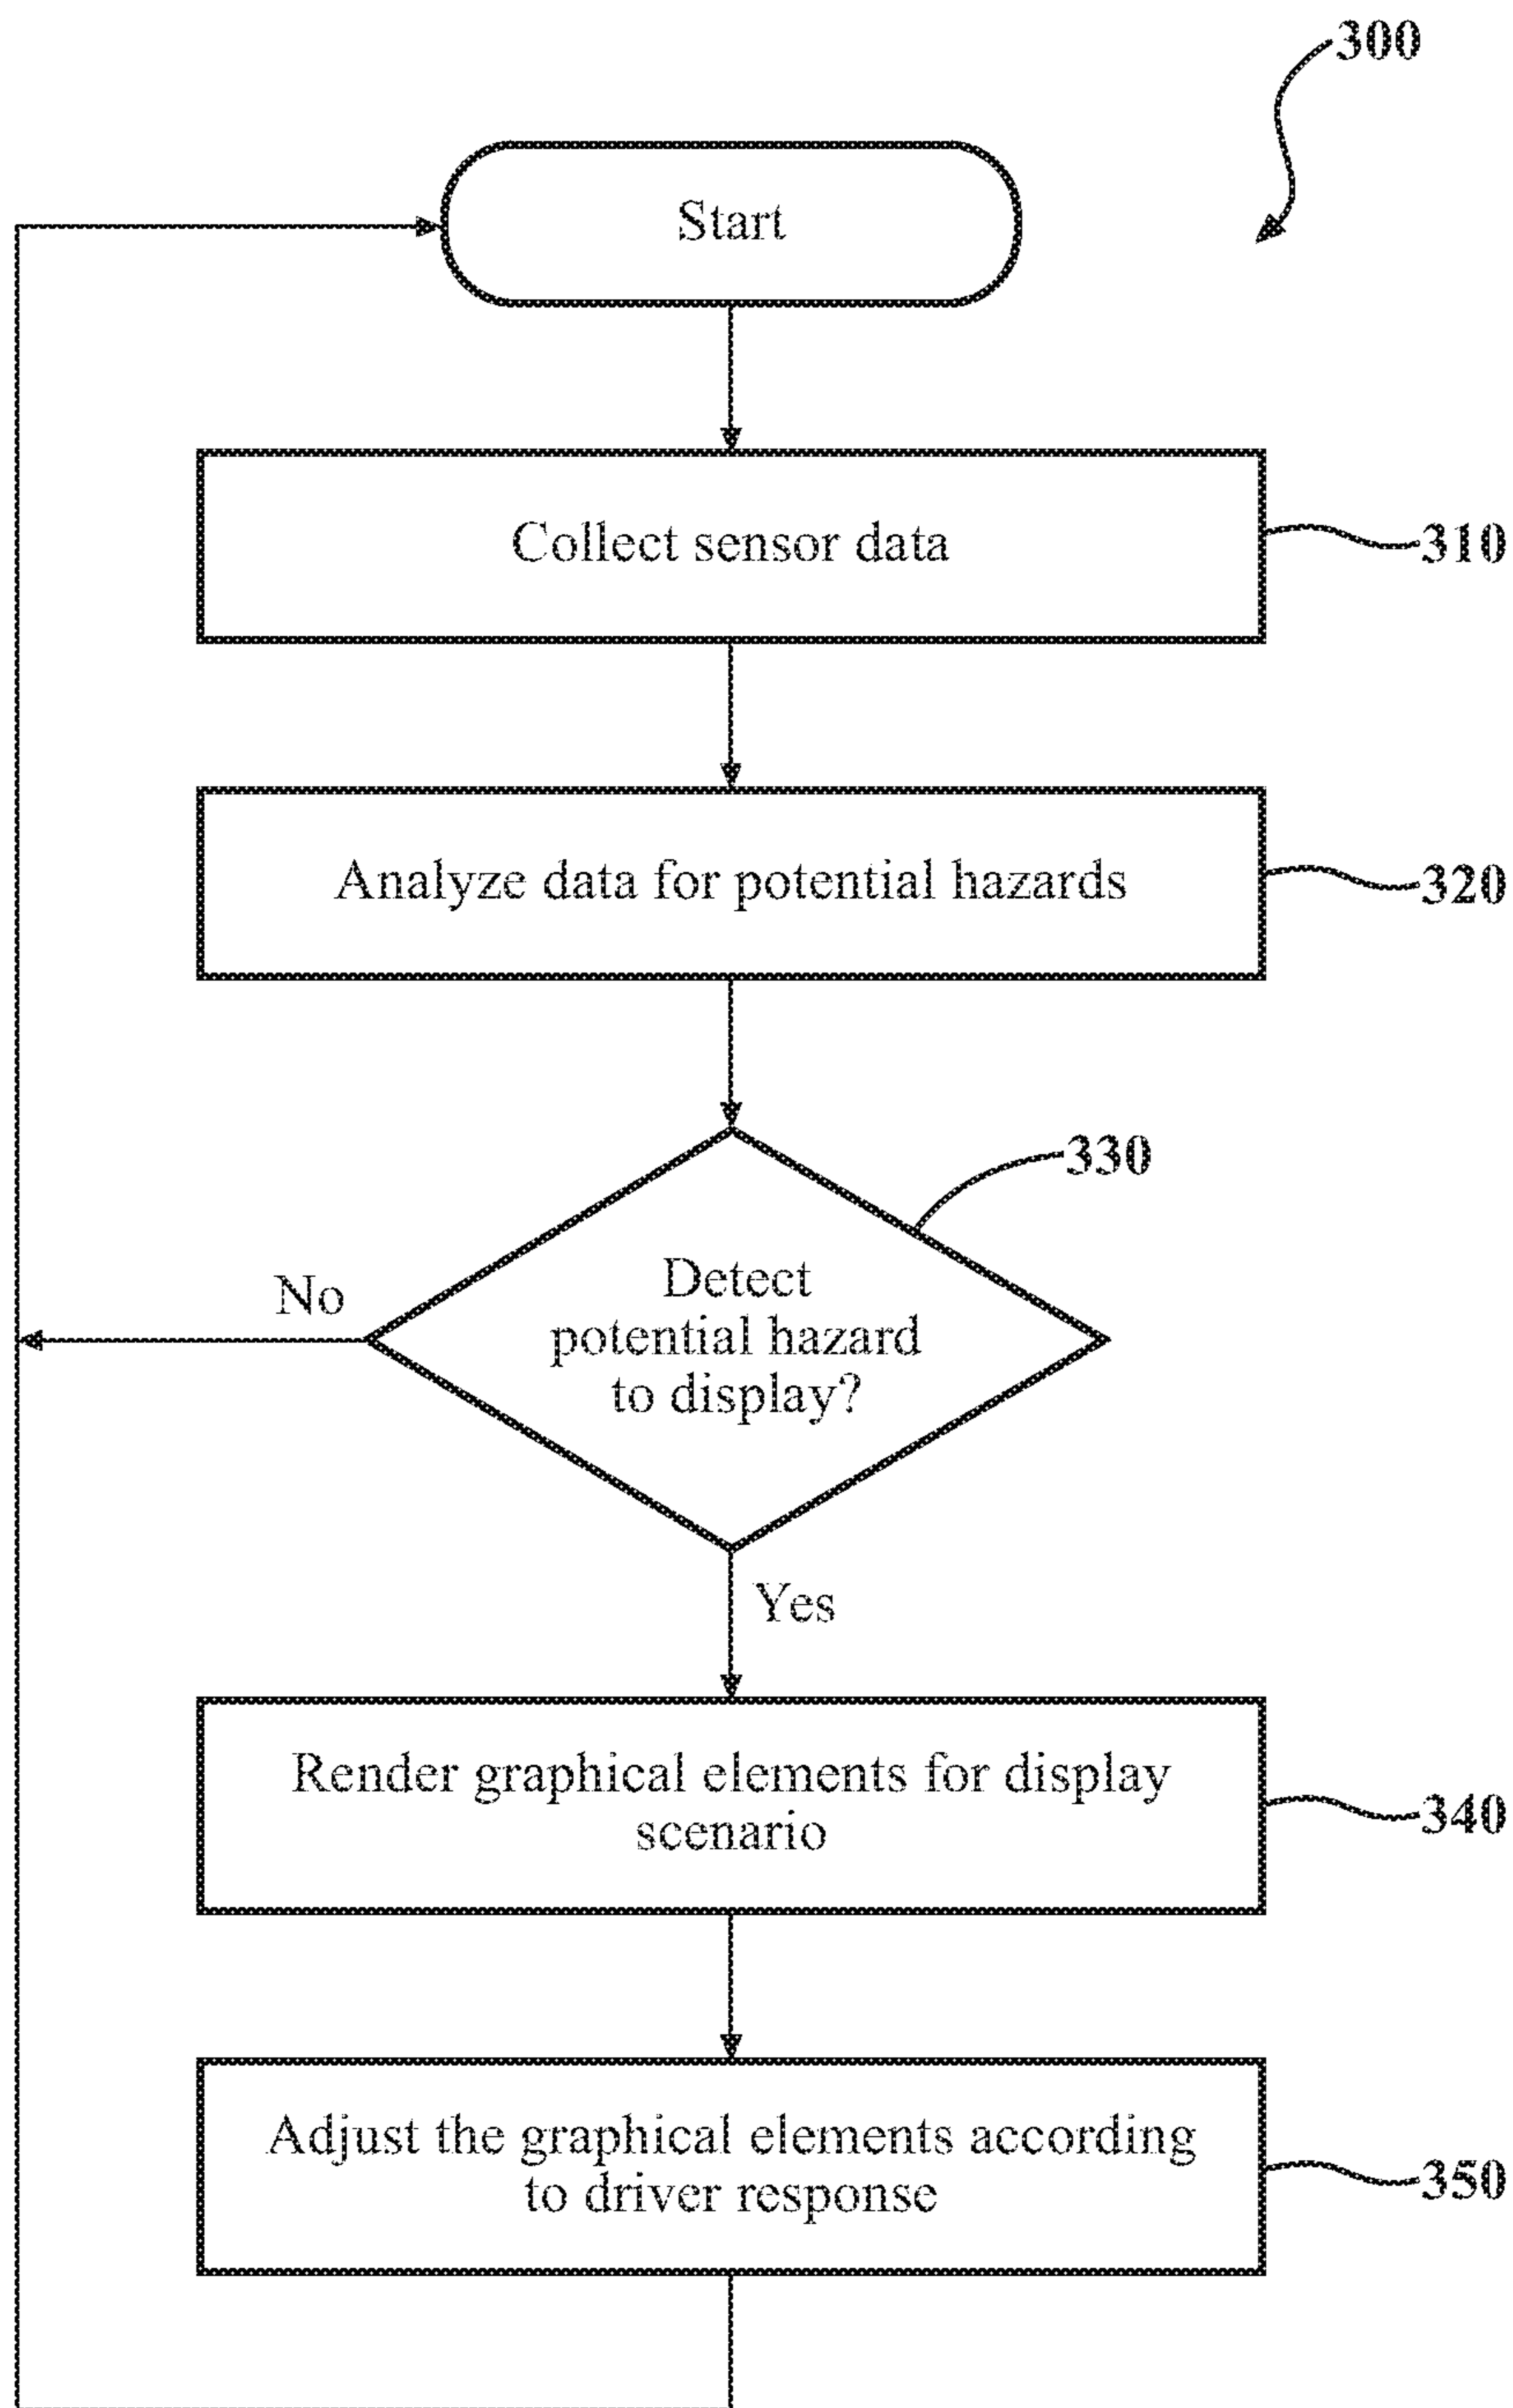 300
Start
Collect sensor data
310
Analyze data for potential hazards
320
330
Detect
potential hazard
to display?
No
Yes
Render graphical elements for display
scenario
340
Adjust the graphical elements according
to driver response
350